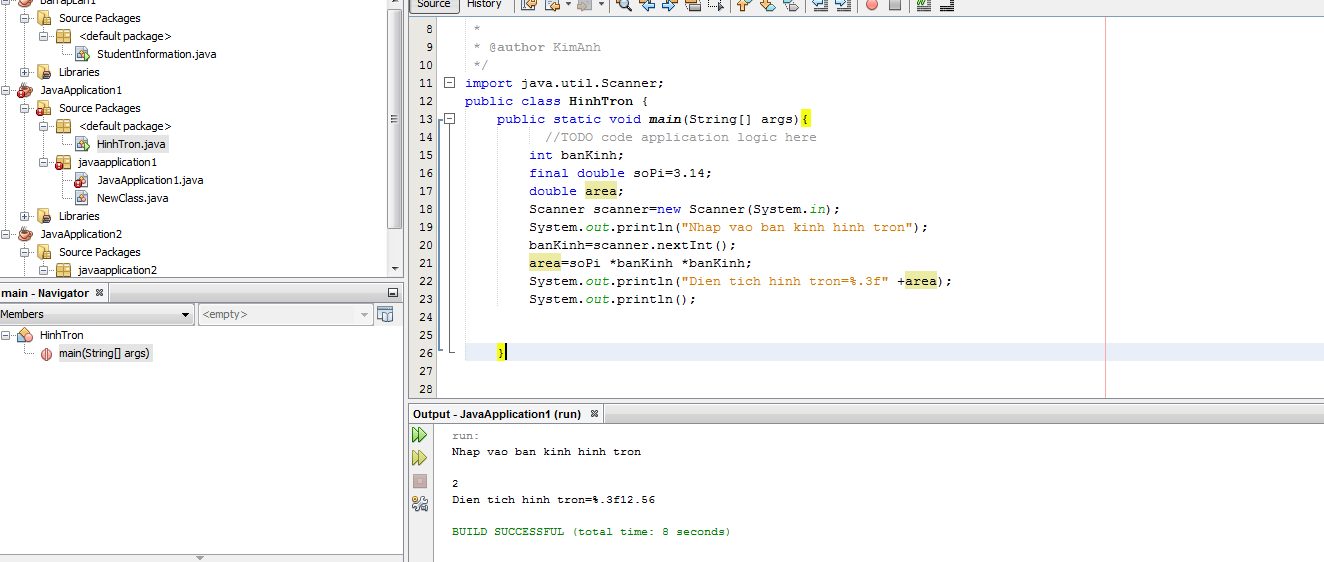 BaiTapLan1
Source Packages
<default package>
StudentInformation.java
Libraries
JavaApplication1
Source Packages
<default package>
HinhTron.java
javaapplication1
JavaApplication1.java
NewClass.java
Libraries
JavaApplication2
Source Packages
javaapplication2
main - Navigator
Members
<empty>
HinhTron
main(String[] args)
Source History
8 *
9 * @author KimAnh
10 */
11 import java.util.Scanner;
12 public class HinhTron {
13 public static void main(String[] args){
14 //TODO code application logic here
15 int banKinh;
16 final double soPi=3.14;
17 double area;
18 Scanner scanner=new Scanner(System.in);
19 System.out.println("Nhap vao ban kinh hinh tron");
20 banKinh=scanner.nextInt();
21 area=soPi *banKinh *banKinh;
22 System.out.println("Dien tich hinh tron=%.3f" +area);
23 System.out.println();
24
25
26 }
27
28
Output - JavaApplication1 (run)
run:
Nhap vao ban kinh hinh tron
2
Dien tich hinh tron=%.3f12.56
BUILD SUCCESSFUL (total time: 8 seconds)